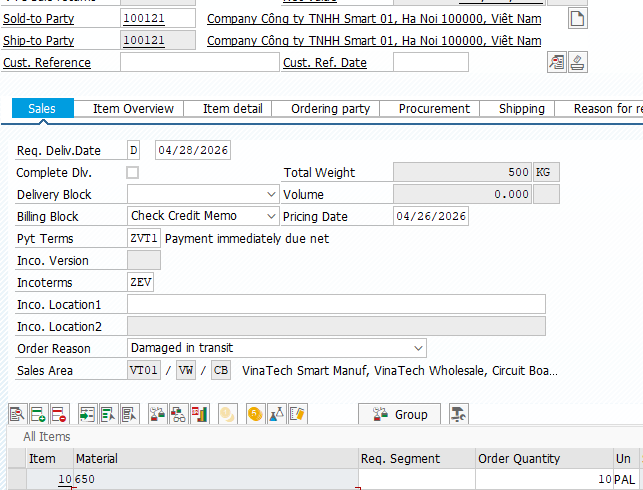 Sold-to Party 100121 Company Công ty TNHH Smart 01, Ha Noi 100000, Viêt Nam
Ship-to Party 100121 Company Công ty TNHH Smart 01, Ha Noi 100000, Viêt Nam
Cust. Reference Cust. Ref. Date
Sales Item Overview Item detail Ordering party Procurement Shipping Reason for re
Req. Deliv.Date D 04/28/2026
Complete Dlv. Total Weight 500 KG
Delivery Block Volume 0.000
Billing Block Check Credit Memo Pricing Date 04/26/2026
Pyt Terms ZVT1 Payment immediately due net
Inco. Version
Incoterms ZEV
Inco. Location1
Inco. Location2
Order Reason Damaged in transit
Sales Area VT01 / VW / CB VinaTech Smart Manuf, VinaTech Wholesale, Circuit Boa...
Group
All Items
Item Material Req. Segment Order Quantity Un
10 650 10 PAL